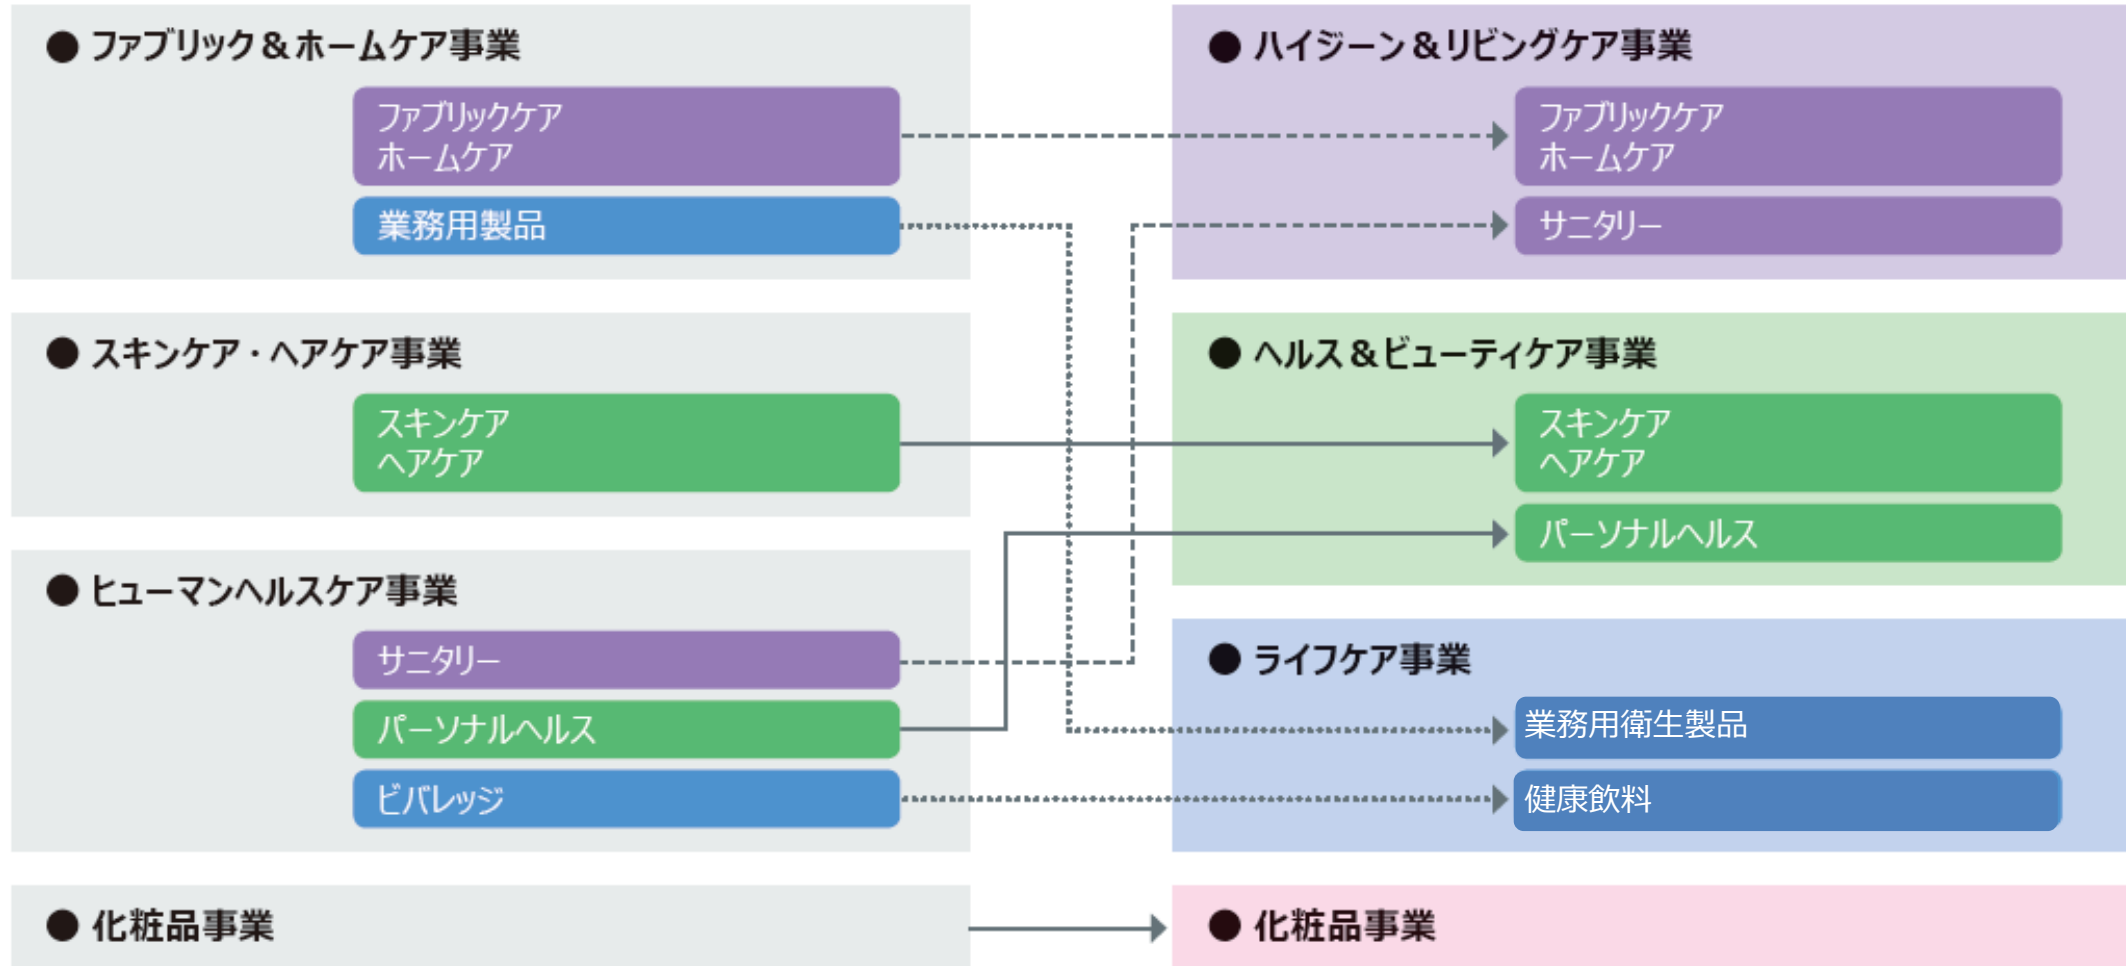 ● ファブリック＆ホームケア事業
ファブリックケア
ホームケア
業務用製品
● スキンケア・ヘアケア事業
スキンケア
ヘアケア
● ヒューマンヘルスケア事業
サニタリー
パーソナルヘルス
ビバレッジ
● 化粧品事業
● ハイジーン＆リビングケア事業
ファブリックケア
ホームケア
サニタリー
● ヘルス＆ビューティケア事業
スキンケア
ヘアケア
パーソナルヘルス
● ライフケア事業
業務用衛生製品
健康飲料
● 化粧品事業